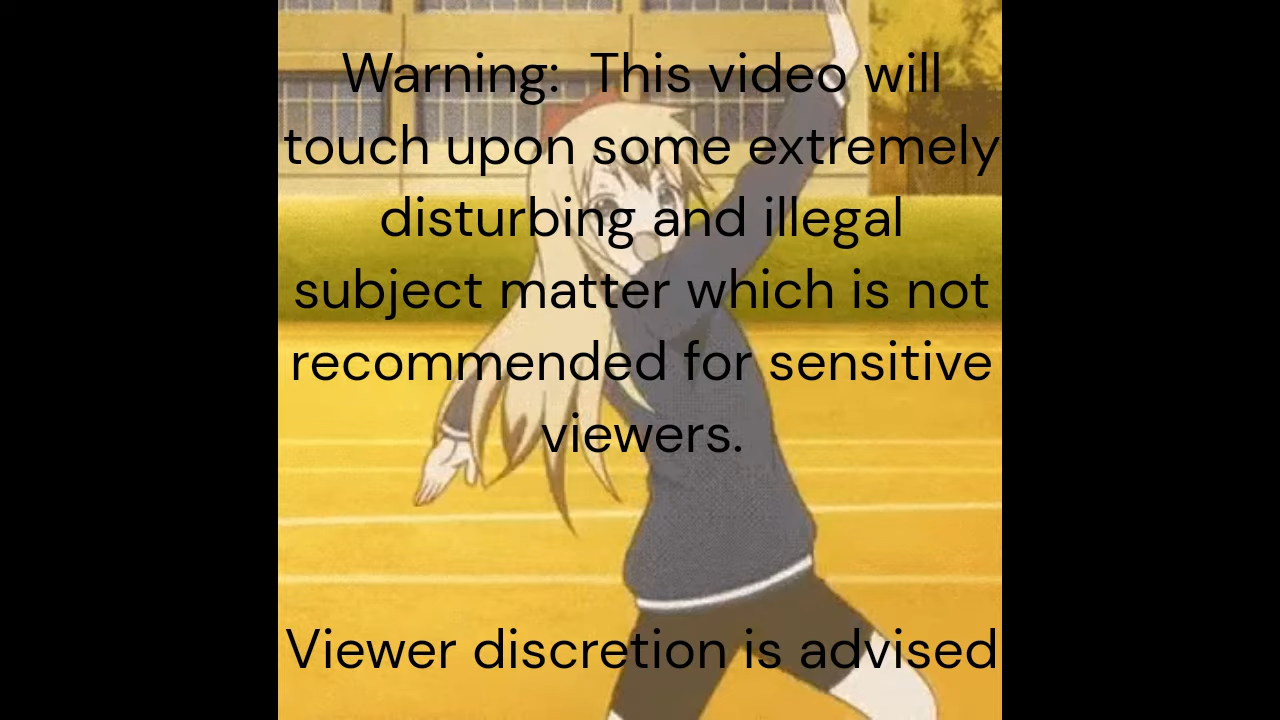 Warning:  This video will
touch upon some extremely
disturbing and illegal
subject matter which is not
recommended for sensitive
viewers.
Viewer discretion is advised